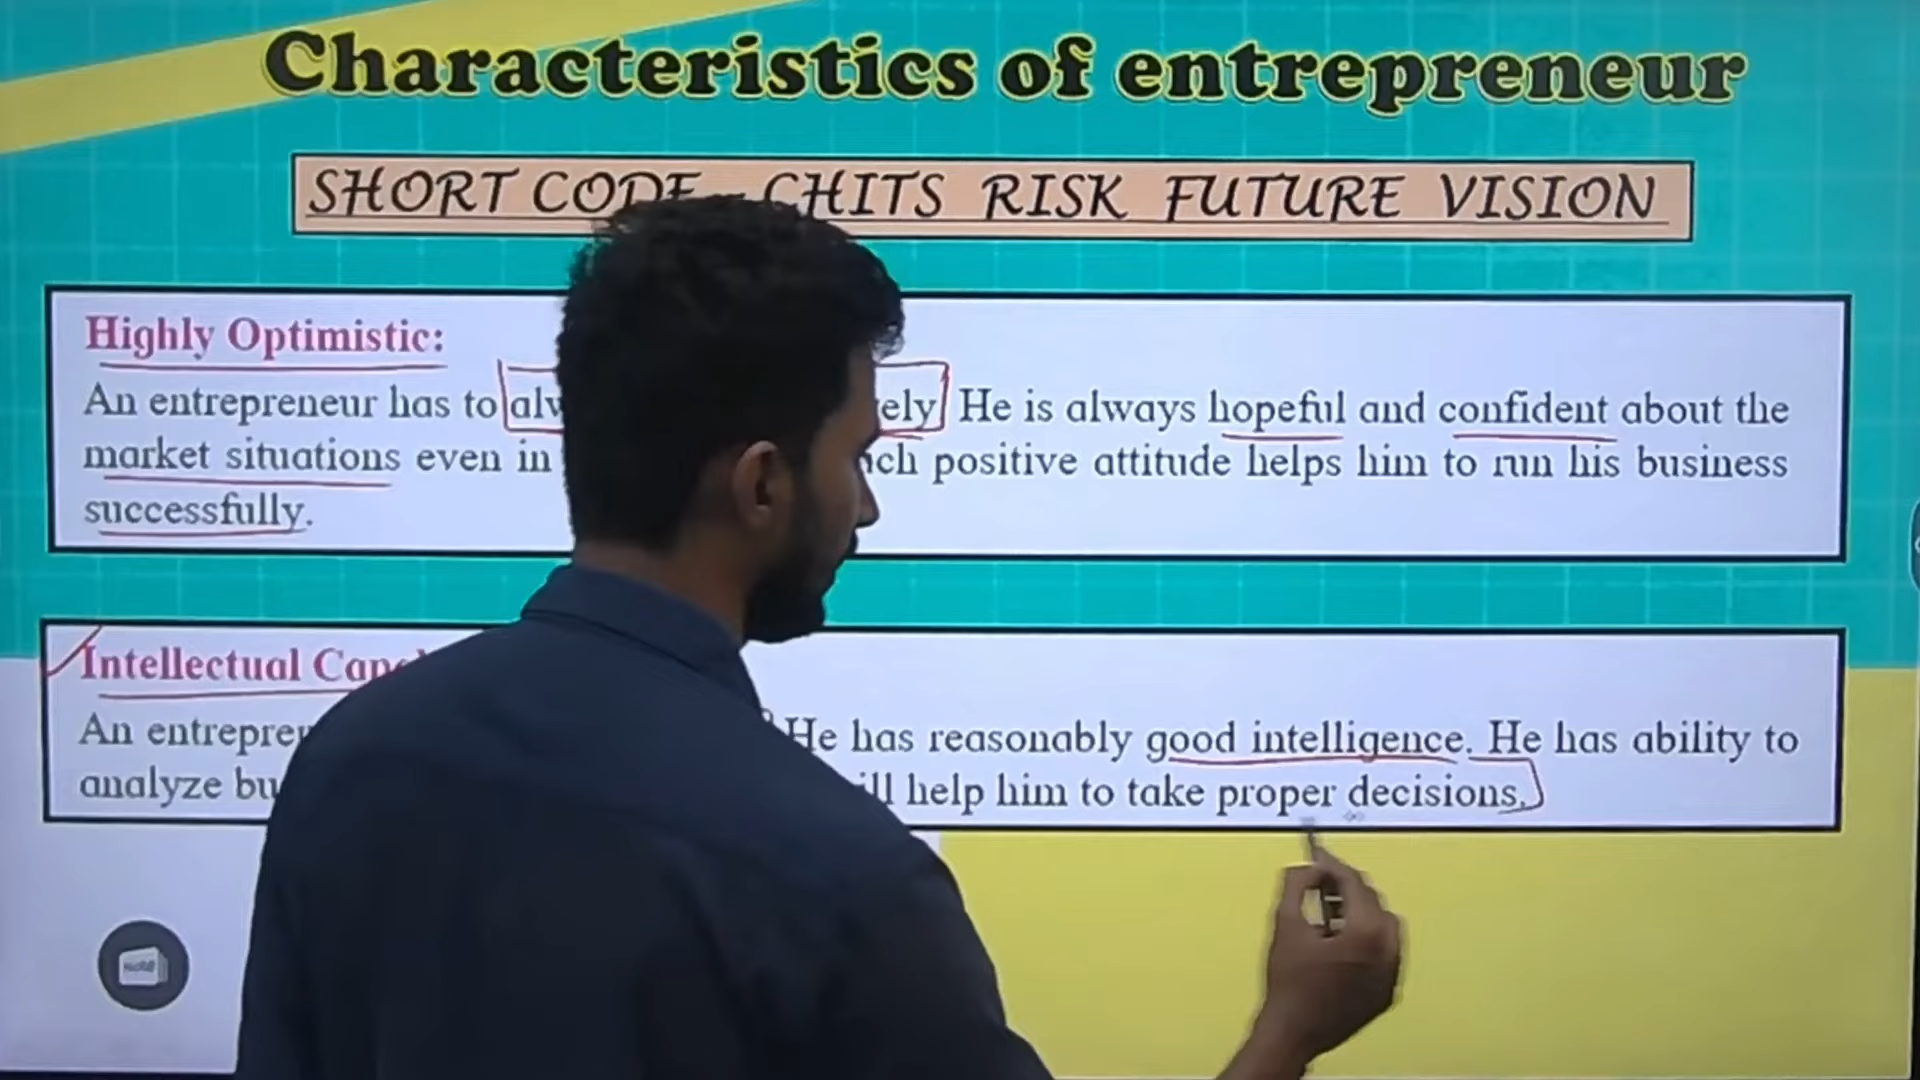 Characteristics of entrepreneur
SHORT CODE - CHITS RISK FUTURE VISION
Highly Optimistic:
An entrepreneur has to He is always hopeful and confident about the
market situations even in positive attitude helps him to run his business
successfully.
Intellectual
An He has reasonably good intelligence. He has ability to
analyze help him to take proper decisions.